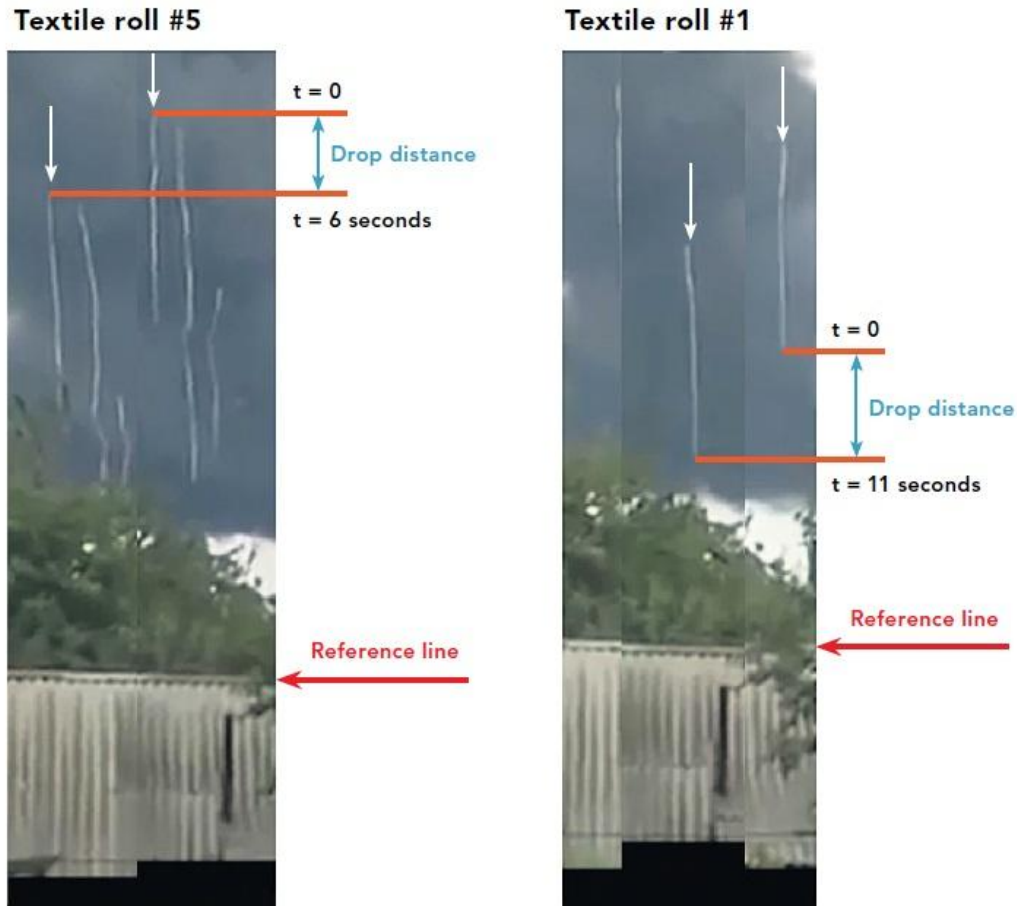 Textile roll #5
t = 0
Drop distance
t = 6 seconds
Reference line
Textile roll #1
t = 0
Drop distance
t = 11 seconds
Reference line